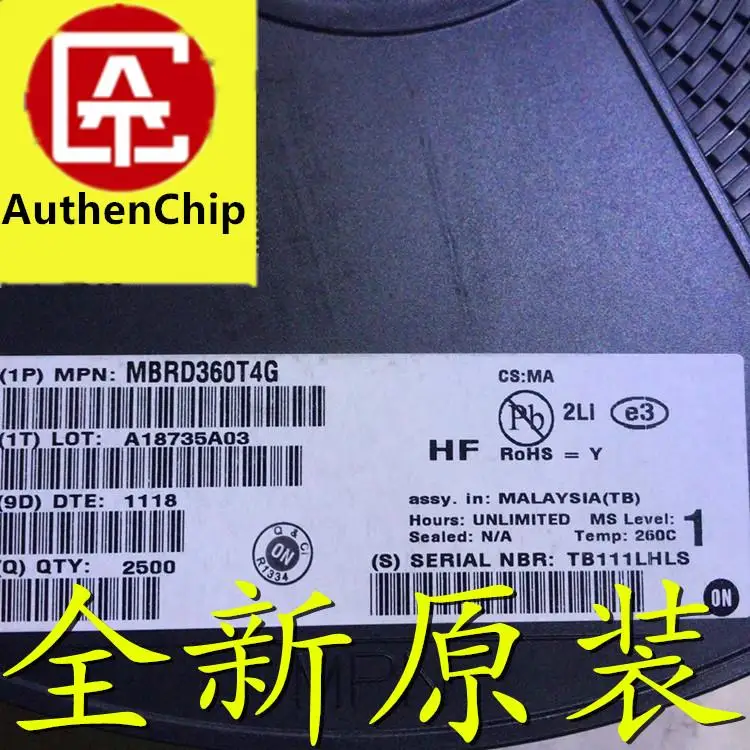 AuthenChip
(1P) MPN: MBRD360T4G
CS:MA
Pb 2LI e3
(1T) LOT: A18735A03
HF RoHS = Y
(9D) DTE: 1118
assy. in: MALAYSIA(TB)
Hours: UNLIMITED MS Level: 1
Sealed: N/A Temp: 260C
Q & C
ON
R1334
(Q) QTY: 2500
(S) SERIAL NBR: TB111LHLS
ON
全新原装